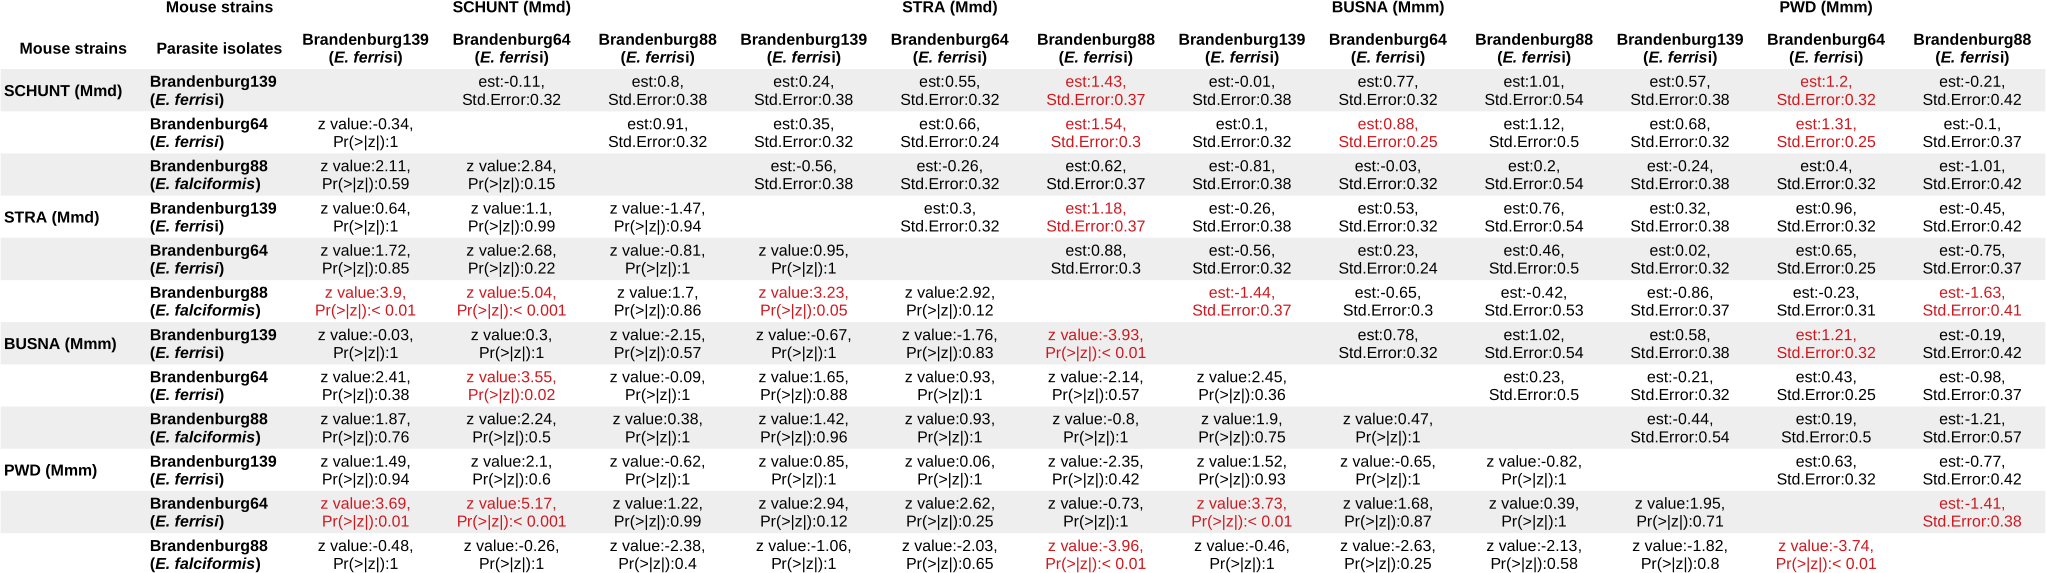 Mouse strains SCHUNT (Mmd) STRA (Mmd) BUSNA (Mmm) PWD (Mmm)
Mouse strains Parasite isolates Brandenburg139 Brandenburg64 Brandenburg88 Brandenburg139 Brandenburg64 Brandenburg88 Brandenburg139 Brandenburg64 Brandenburg88 Brandenburg139 Brandenburg64 Brandenburg88
(E. ferrisi) (E. ferrisi) (E. ferrisi) (E. ferrisi) (E. ferrisi) (E. ferrisi) (E. ferrisi) (E. ferrisi) (E. ferrisi) (E. ferrisi) (E. ferrisi) (E. ferrisi)
SCHUNT (Mmd) Brandenburg139 est:-0.11, est:0.8, est:0.24, est:0.55, est:1.43, est:-0.01, est:0.77, est:1.01, est:0.57, est:1.2, est:-0.21,
(E. ferrisi) Std.Error:0.32 Std.Error:0.38 Std.Error:0.38 Std.Error:0.32 Std.Error:0.37 Std.Error:0.38 Std.Error:0.32 Std.Error:0.54 Std.Error:0.38 Std.Error:0.32 Std.Error:0.42
Brandenburg64 z value:-0.34, est:0.91, est:0.35, est:0.66, est:1.54, est:0.1, est:0.88, est:1.12, est:0.68, est:1.31, est:-0.1,
(E. ferrisi) Pr(>|z|):1 Std.Error:0.32 Std.Error:0.32 Std.Error:0.24 Std.Error:0.3 Std.Error:0.32 Std.Error:0.25 Std.Error:0.5 Std.Error:0.32 Std.Error:0.25 Std.Error:0.37
Brandenburg88 z value:2.11, z value:2.84, est:-0.56, est:-0.26, est:0.62, est:-0.81, est:-0.03, est:0.2, est:-0.24, est:0.4, est:-1.01,
(E. falciformis) Pr(>|z|):0.59 Pr(>|z|):0.15 Std.Error:0.38 Std.Error:0.32 Std.Error:0.37 Std.Error:0.38 Std.Error:0.32 Std.Error:0.54 Std.Error:0.38 Std.Error:0.32 Std.Error:0.42
STRA (Mmd) Brandenburg139 z value:0.64, z value:1.1, z value:-1.47, est:0.3, est:1.18, est:-0.26, est:0.53, est:0.76, est:0.32, est:0.96, est:-0.45,
(E. ferrisi) Pr(>|z|):1 Pr(>|z|):0.99 Pr(>|z|):0.94 Std.Error:0.32 Std.Error:0.37 Std.Error:0.38 Std.Error:0.32 Std.Error:0.54 Std.Error:0.38 Std.Error:0.32 Std.Error:0.42
Brandenburg64 z value:1.72, z value:2.68, z value:-0.81, z value:0.95, est:0.88, est:-0.56, est:0.23, est:0.46, est:0.02, est:0.65, est:-0.75,
(E. ferrisi) Pr(>|z|):0.85 Pr(>|z|):0.22 Pr(>|z|):1 Pr(>|z|):1 Std.Error:0.3 Std.Error:0.32 Std.Error:0.24 Std.Error:0.5 Std.Error:0.32 Std.Error:0.25 Std.Error:0.37
Brandenburg88 z value:3.9, z value:5.04, z value:1.7, z value:3.23, z value:2.92, est:-1.44, est:-0.65, est:-0.42, est:-0.86, est:-0.23, est:-1.63,
(E. falciformis) Pr(>|z|):< 0.01 Pr(>|z|):< 0.001 Pr(>|z|):0.86 Pr(>|z|):0.05 Pr(>|z|):0.12 Std.Error:0.37 Std.Error:0.3 Std.Error:0.53 Std.Error:0.37 Std.Error:0.31 Std.Error:0.41
BUSNA (Mmm) Brandenburg139 z value:-0.03, z value:0.3, z value:-2.15, z value:-0.67, z value:-1.76, z value:-3.93, est:0.78, est:1.02, est:0.58, est:1.21, est:-0.19,
(E. ferrisi) Pr(>|z|):1 Pr(>|z|):1 Pr(>|z|):0.57 Pr(>|z|):1 Pr(>|z|):0.83 Pr(>|z|):< 0.01 Std.Error:0.32 Std.Error:0.54 Std.Error:0.38 Std.Error:0.32 Std.Error:0.42
Brandenburg64 z value:2.41, z value:3.55, z value:-0.09, z value:1.65, z value:0.93, z value:-2.14, z value:2.45, est:0.23, est:-0.21, est:0.43, est:-0.98,
(E. ferrisi) Pr(>|z|):0.38 Pr(>|z|):0.02 Pr(>|z|):1 Pr(>|z|):0.88 Pr(>|z|):1 Pr(>|z|):0.57 Pr(>|z|):0.36 Std.Error:0.5 Std.Error:0.32 Std.Error:0.25 Std.Error:0.37
Brandenburg88 z value:1.87, z value:2.24, z value:0.38, z value:1.42, z value:0.93, z value:-0.8, z value:1.9, z value:0.47, est:-0.44, est:0.19, est:-1.21,
(E. falciformis) Pr(>|z|):0.76 Pr(>|z|):0.5 Pr(>|z|):1 Pr(>|z|):0.96 Pr(>|z|):1 Pr(>|z|):1 Pr(>|z|):0.75 Pr(>|z|):1 Std.Error:0.54 Std.Error:0.5 Std.Error:0.57
PWD (Mmm) Brandenburg139 z value:1.49, z value:2.1, z value:-0.62, z value:0.85, z value:0.06, z value:-2.35, z value:1.52, z value:-0.65, z value:-0.82, est:0.63, est:-0.77,
(E. ferrisi) Pr(>|z|):0.94 Pr(>|z|):0.6 Pr(>|z|):1 Pr(>|z|):1 Pr(>|z|):1 Pr(>|z|):0.42 Pr(>|z|):0.93 Pr(>|z|):1 Pr(>|z|):1 Std.Error:0.32 Std.Error:0.42
Brandenburg64 z value:3.69, z value:5.17, z value:1.22, z value:2.94, z value:2.62, z value:-0.73, z value:3.73, z value:1.68, z value:0.39, z value:1.95, est:-1.41,
(E. ferrisi) Pr(>|z|):0.01 Pr(>|z|):< 0.001 Pr(>|z|):0.99 Pr(>|z|):0.12 Pr(>|z|):0.25 Pr(>|z|):1 Pr(>|z|):< 0.01 Pr(>|z|):0.87 Pr(>|z|):1 Pr(>|z|):0.71 Std.Error:0.38
Brandenburg88 z value:-0.48, z value:-0.26, z value:-2.38, z value:-1.06, z value:-2.03, z value:-3.96, z value:-0.46, z value:-2.63, z value:-2.13, z value:-1.82, z value:-3.74,
(E. falciformis) Pr(>|z|):1 Pr(>|z|):1 Pr(>|z|):0.4 Pr(>|z|):1 Pr(>|z|):0.65 Pr(>|z|):< 0.01 Pr(>|z|):1 Pr(>|z|):0.25 Pr(>|z|):0.58 Pr(>|z|):0.8 Pr(>|z|):< 0.01